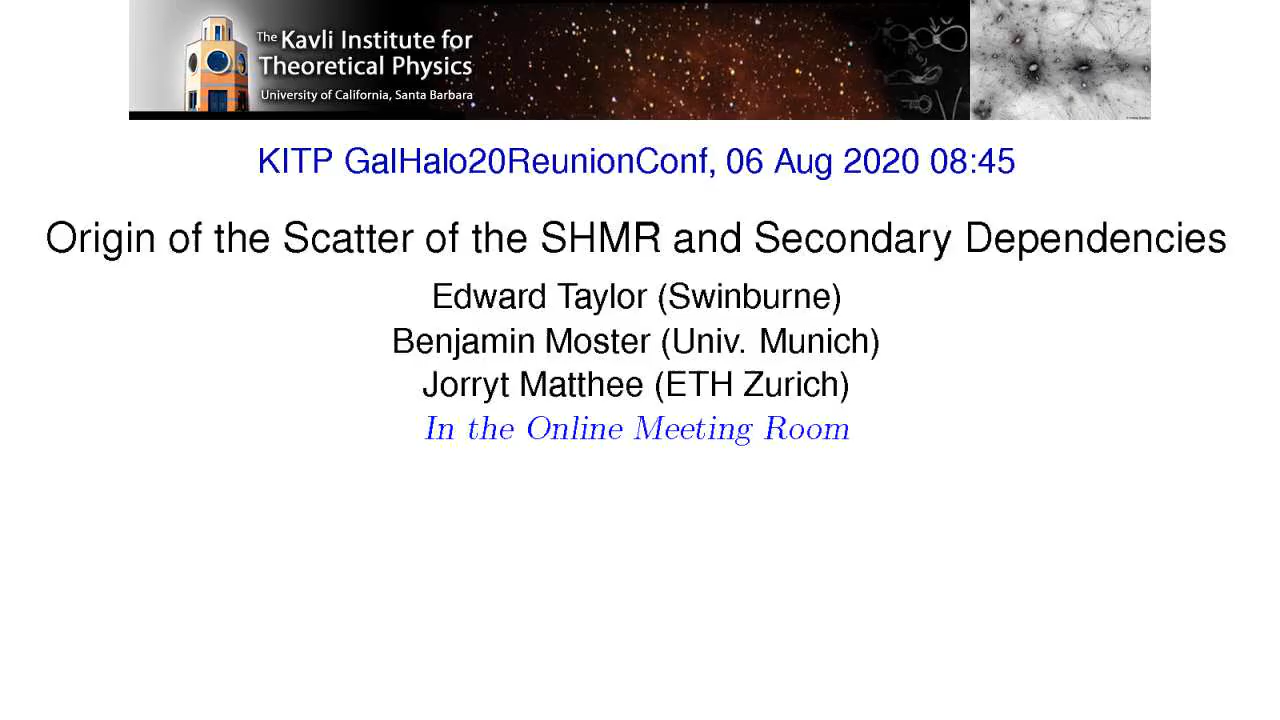 The Kavli Institute for
Theoretical Physics
University of California, Santa Barbara
KITP GalHalo20ReunionConf, 06 Aug 2020 08:45
Origin of the Scatter of the SHMR and Secondary Dependencies
Edward Taylor (Swinburne)
Benjamin Moster (Univ. Munich)
Jorryt Matthee (ETH Zurich)
In the Online Meeting Room